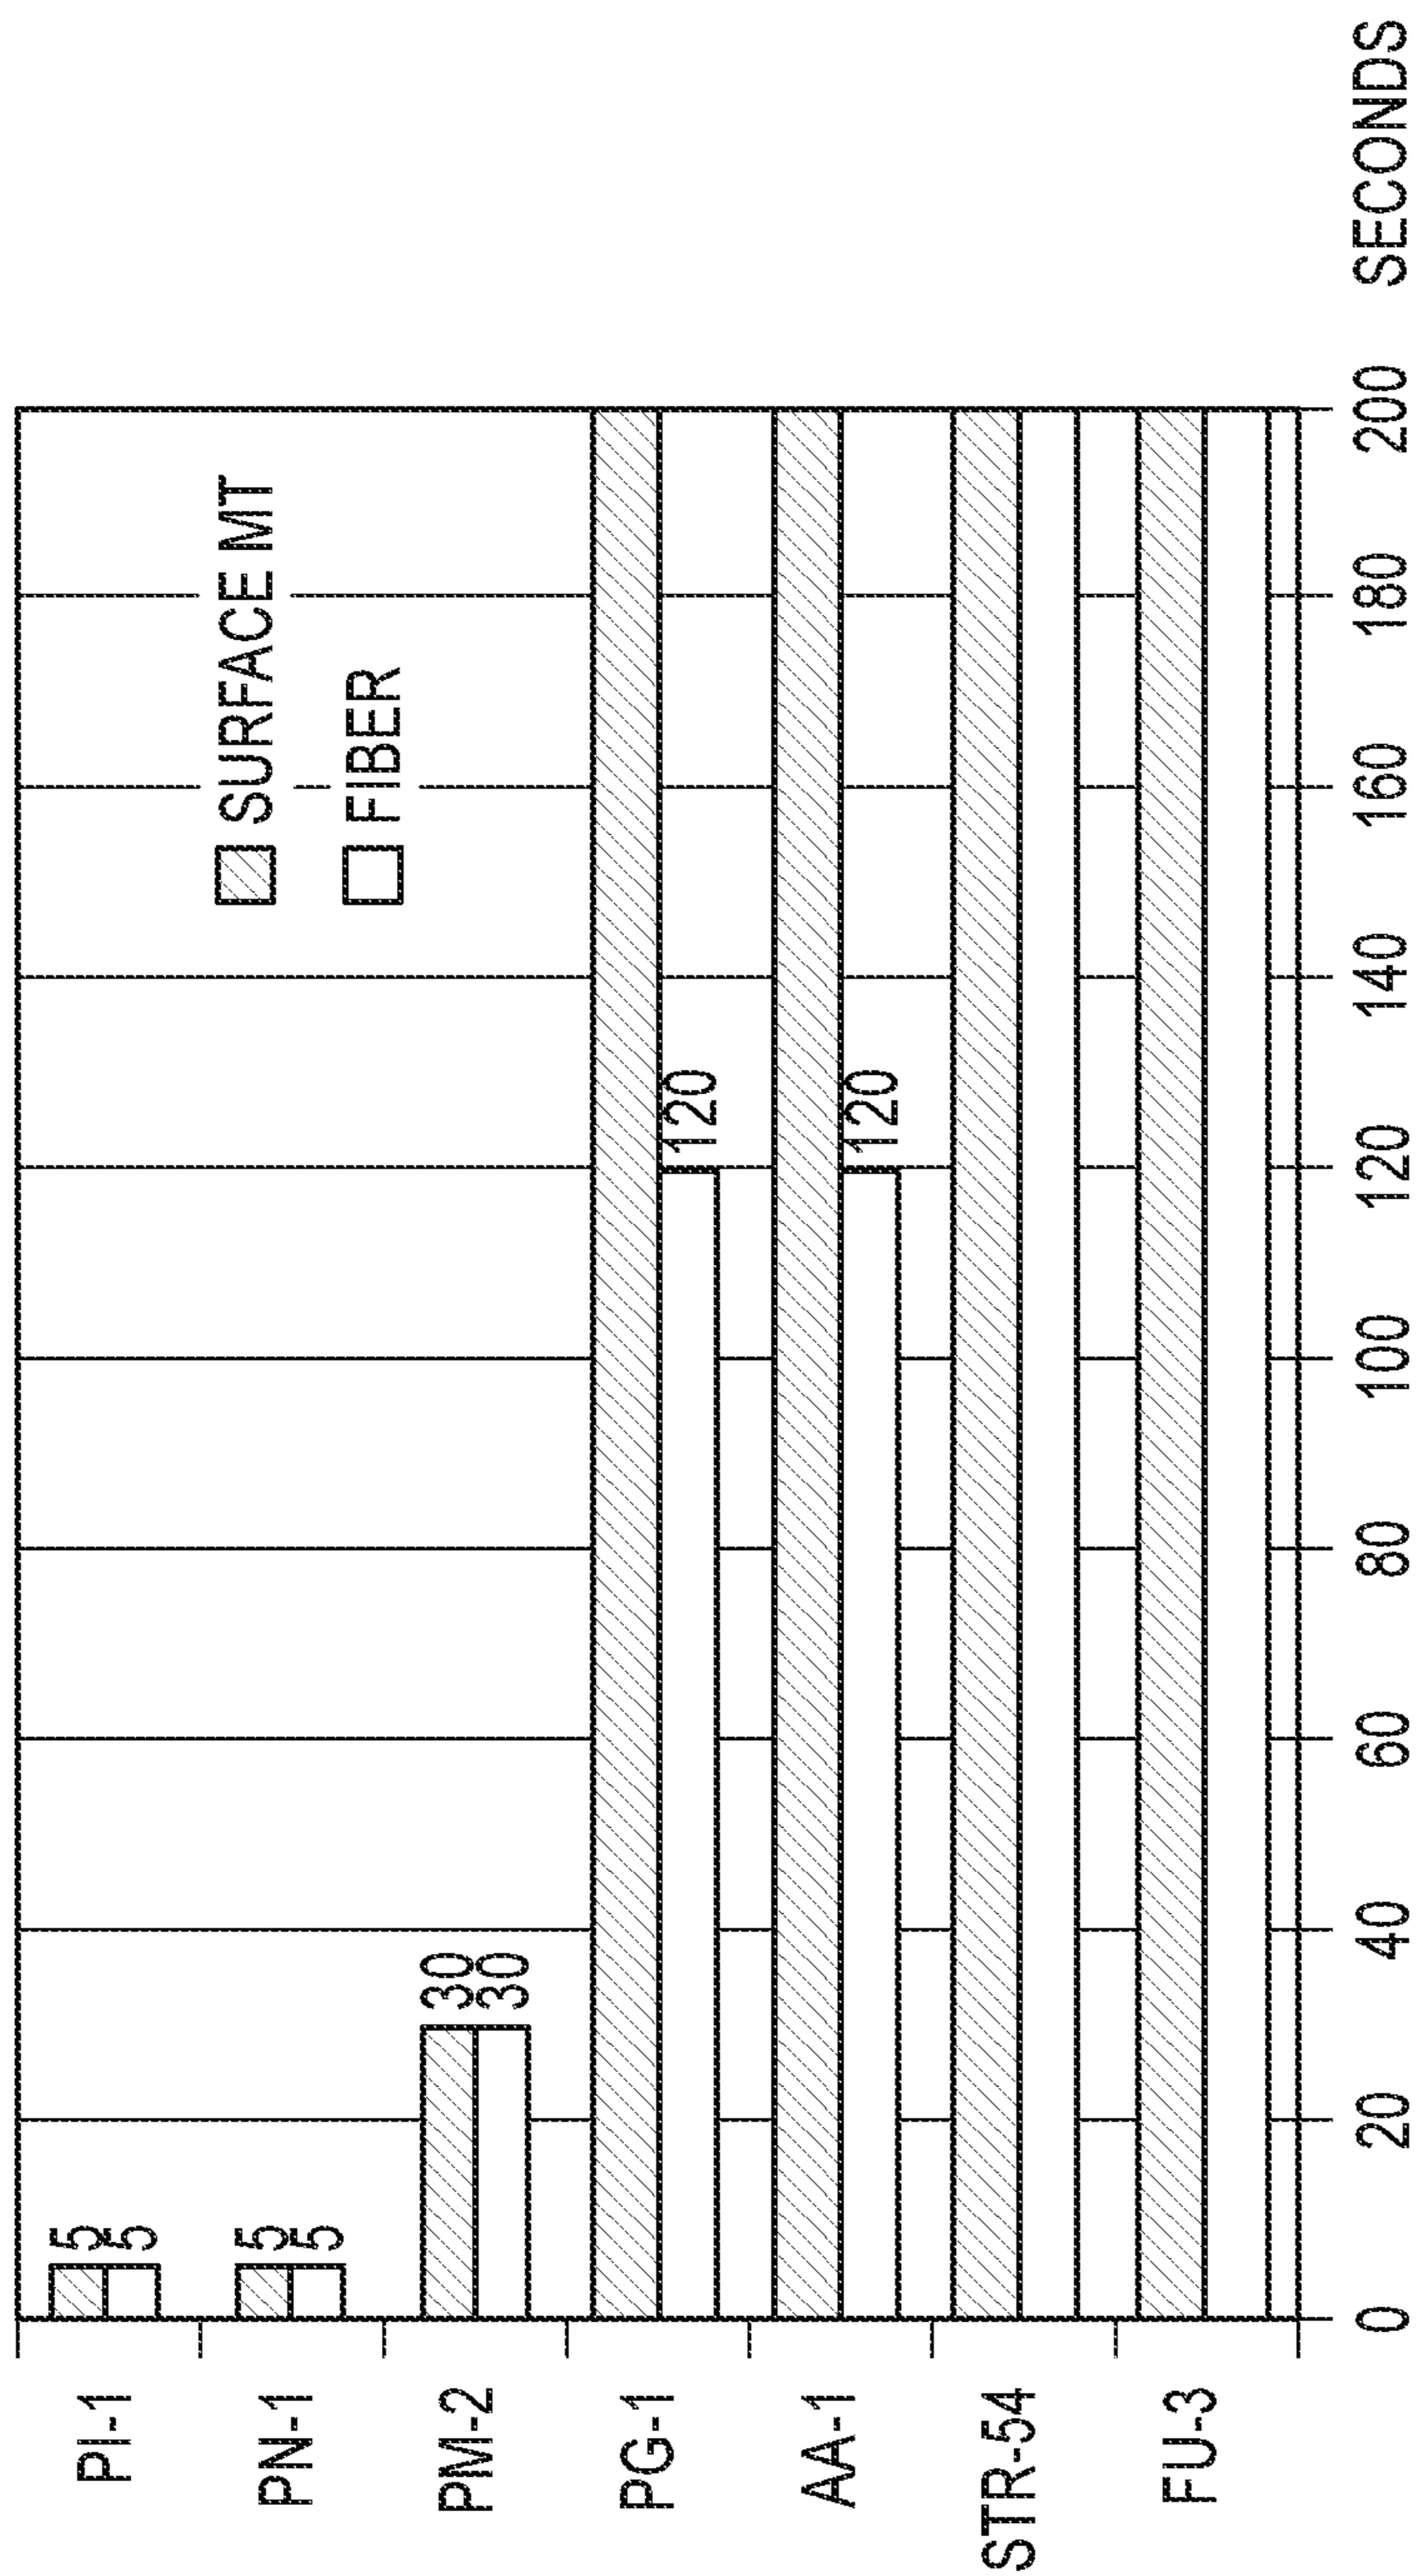 PI-1
5
5
PN-1
5
5
PM-2
30
30
PG-1
120
AA-1
120
STR-54
FU-3
SURFACE MT
FIBER
0 20 40 60 80 100 120 140 160 180 200 SECONDS